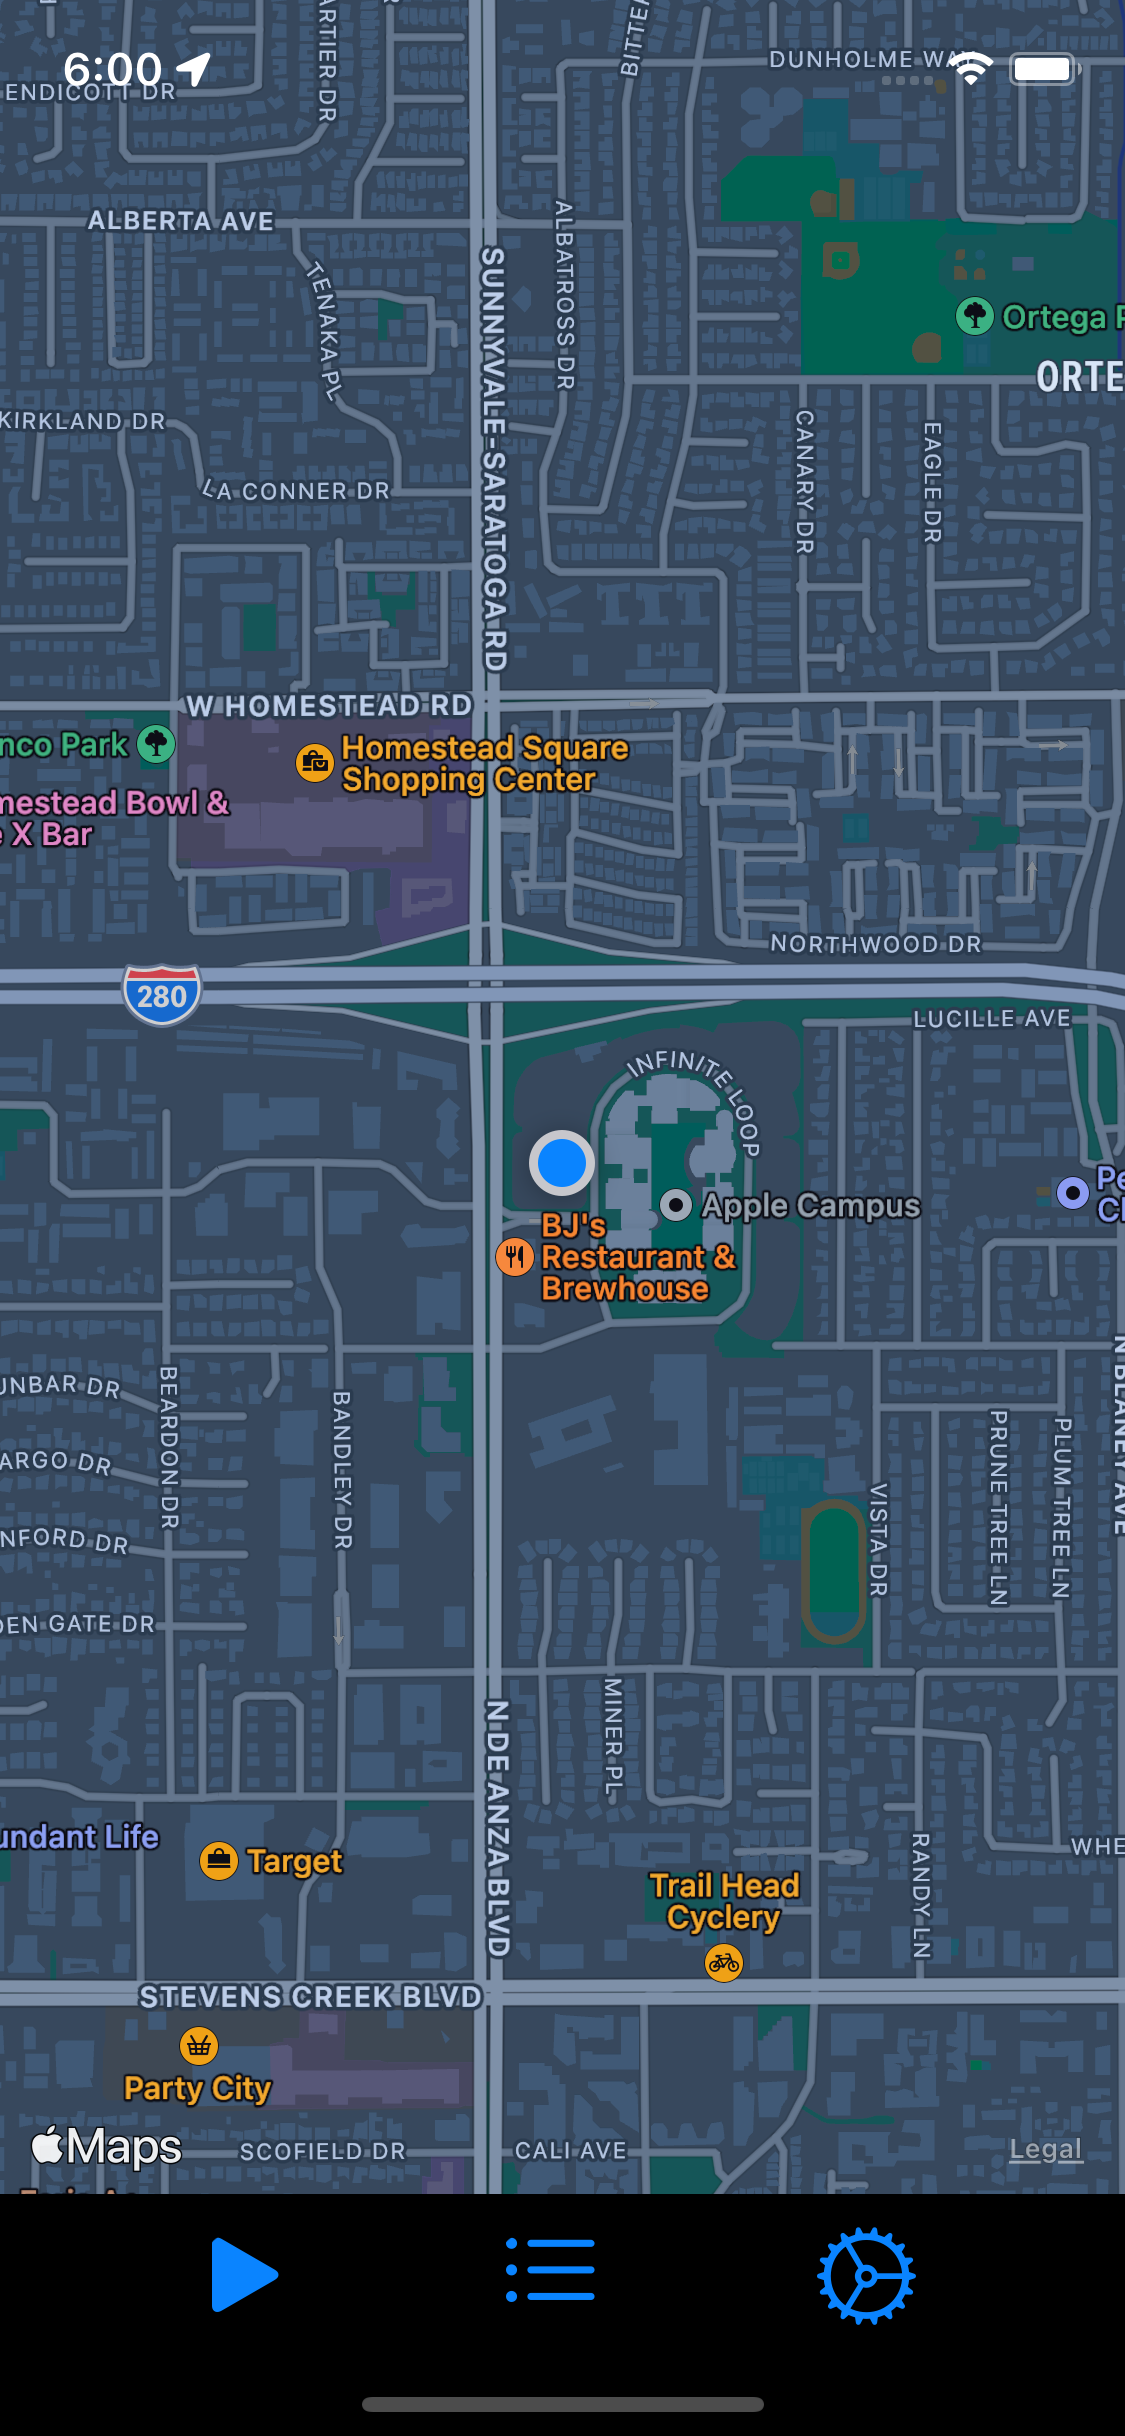 6:00
DUNHOLME WAY
ENDICOTT DR
ALBERTA AVE
ALBATROSS DR
TENAKA PL
SUNNYVALE-SARATOGA RD
Ortega P
ORTE
KIRKLAND DR
CANARY DR
EAGLE DR
LA CONNER DR
W HOMESTEAD RD
nco Park
Homestead Square
Shopping Center
mestead Bowl &
X Bar
NORTHWOOD DR
280
LUCILLE AVE
INFINITE LOOP
Apple Campus
Pe
Cl
BJ's
Restaurant &
Brewhouse
N BLANEY AVE
UNBAR DR
BEARDON DR
BANDLEY DR
ARGO DR
PRUNE TREE LN
PLUM TREE LN
VISTA DR
NFORD DR
DEN GATE DR
MINER PL
N DE ANZA BLVD
undant Life
Target
RANDY LN
WHE
Trail Head
Cyclery
STEVENS CREEK BLVD
Party City
Maps
SCOFIELD DR
CALI AVE
Legal